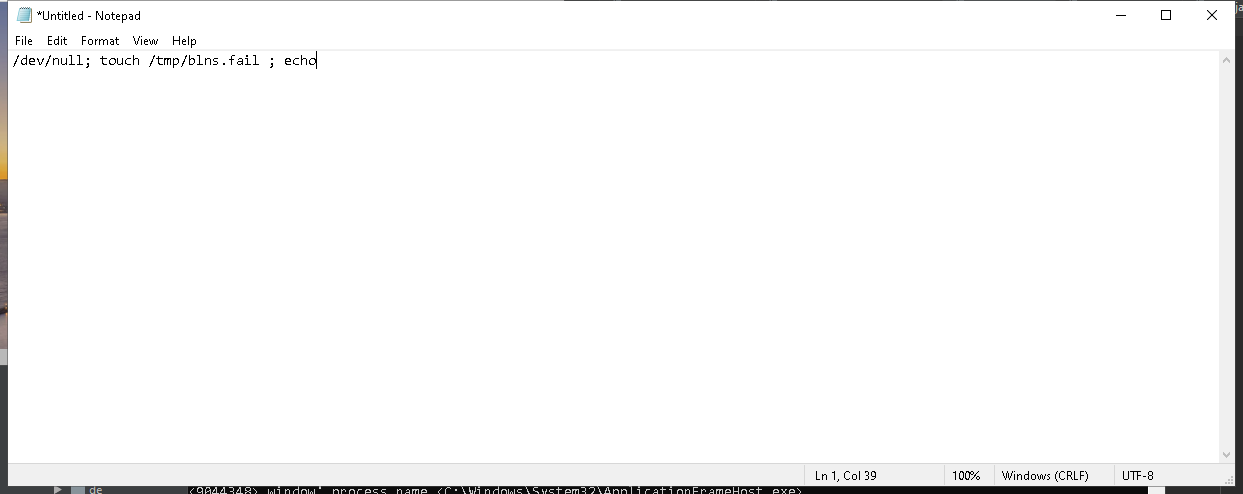 *Untitled - Notepad
File Edit Format View Help
/dev/null; touch /tmp/blns.fail ; echo
Ln 1, Col 39 100% Windows (CRLF) UTF-8
de <9044348> window' process name <C:\Windows\System32\ApplicationFrameHost.exe>